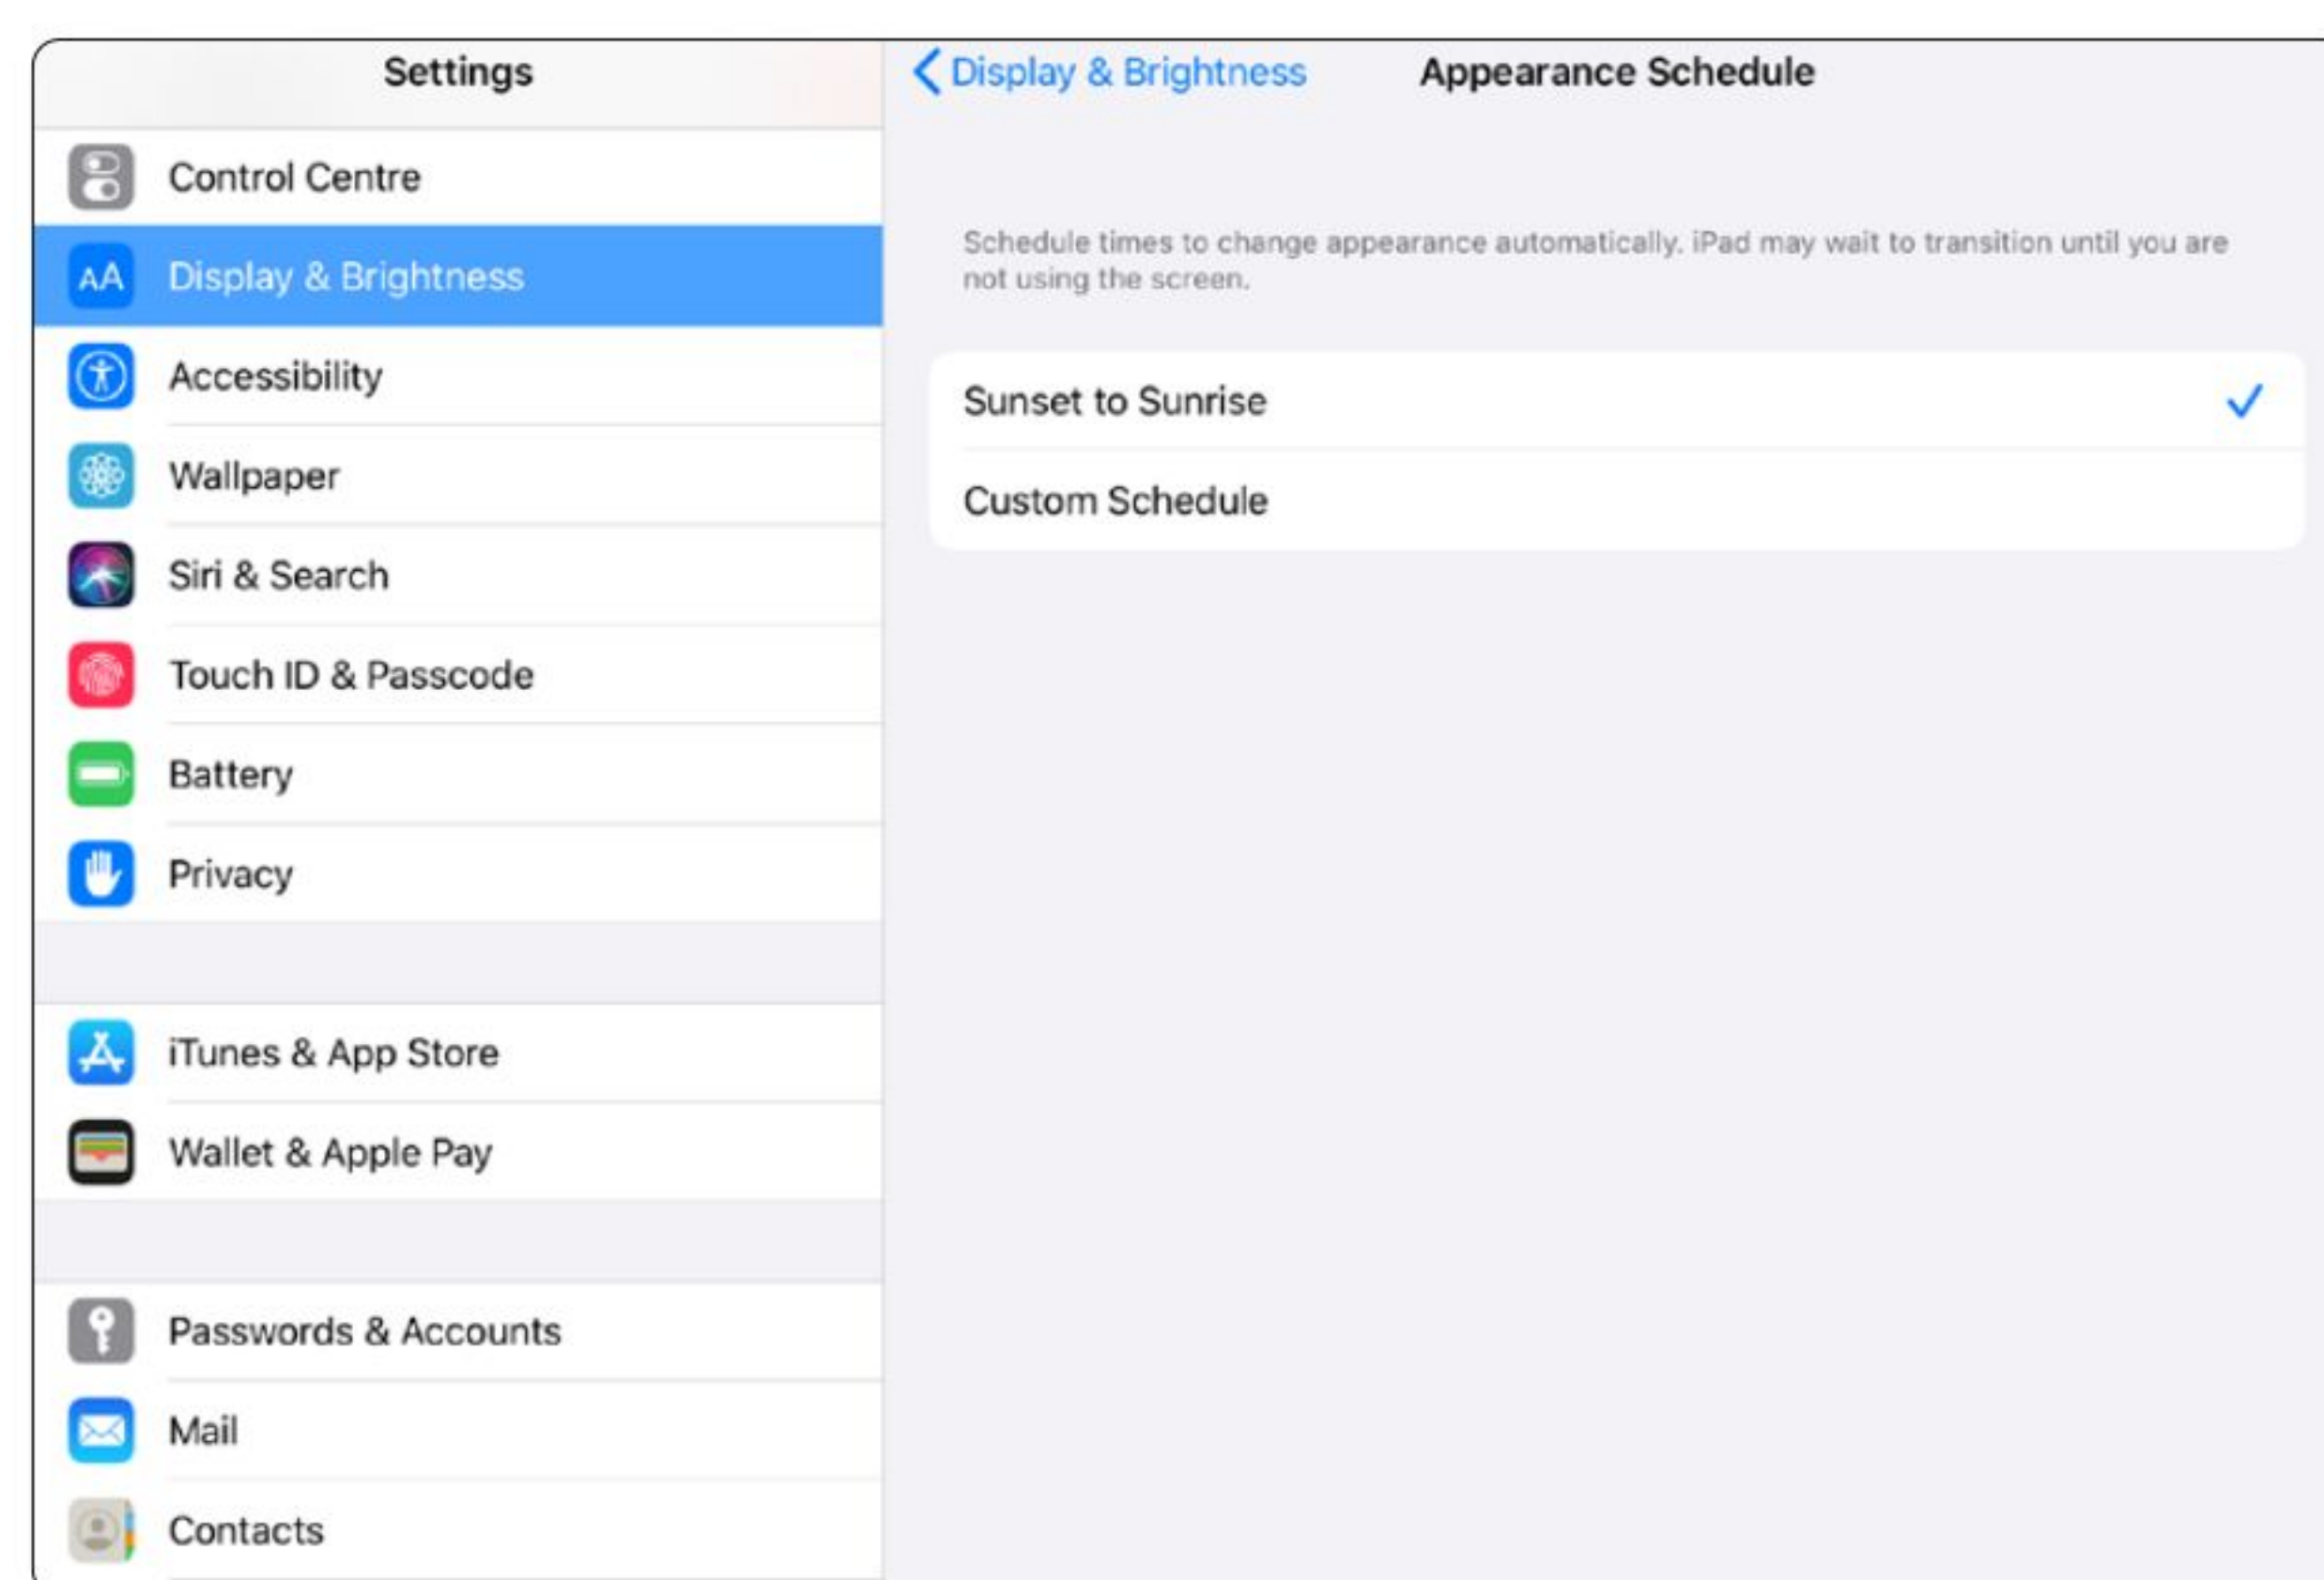 Settings
Control Centre
AA Display & Brightness
Accessibility
Wallpaper
Siri & Search
Touch ID & Passcode
Battery
Privacy
iTunes & App Store
Wallet & Apple Pay
Passwords & Accounts
Mail
Contacts
Display & Brightness
Appearance Schedule
Schedule times to change appearance automatically. iPad may wait to transition until you are
not using the screen.
Sunset to Sunrise
Custom Schedule